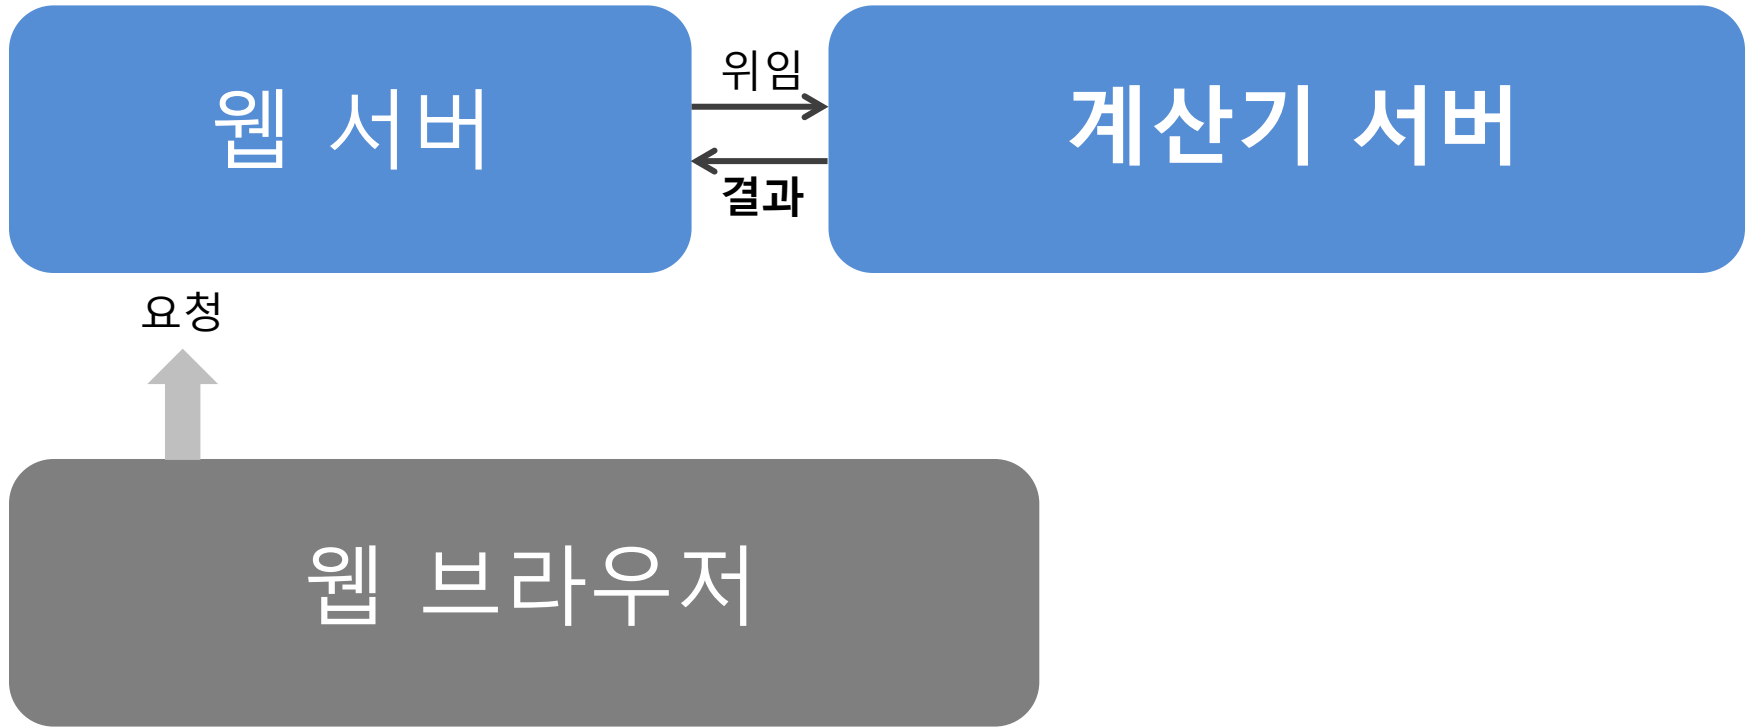 웹 서버
위임
결과
계산기 서버
요청
웹 브라우저